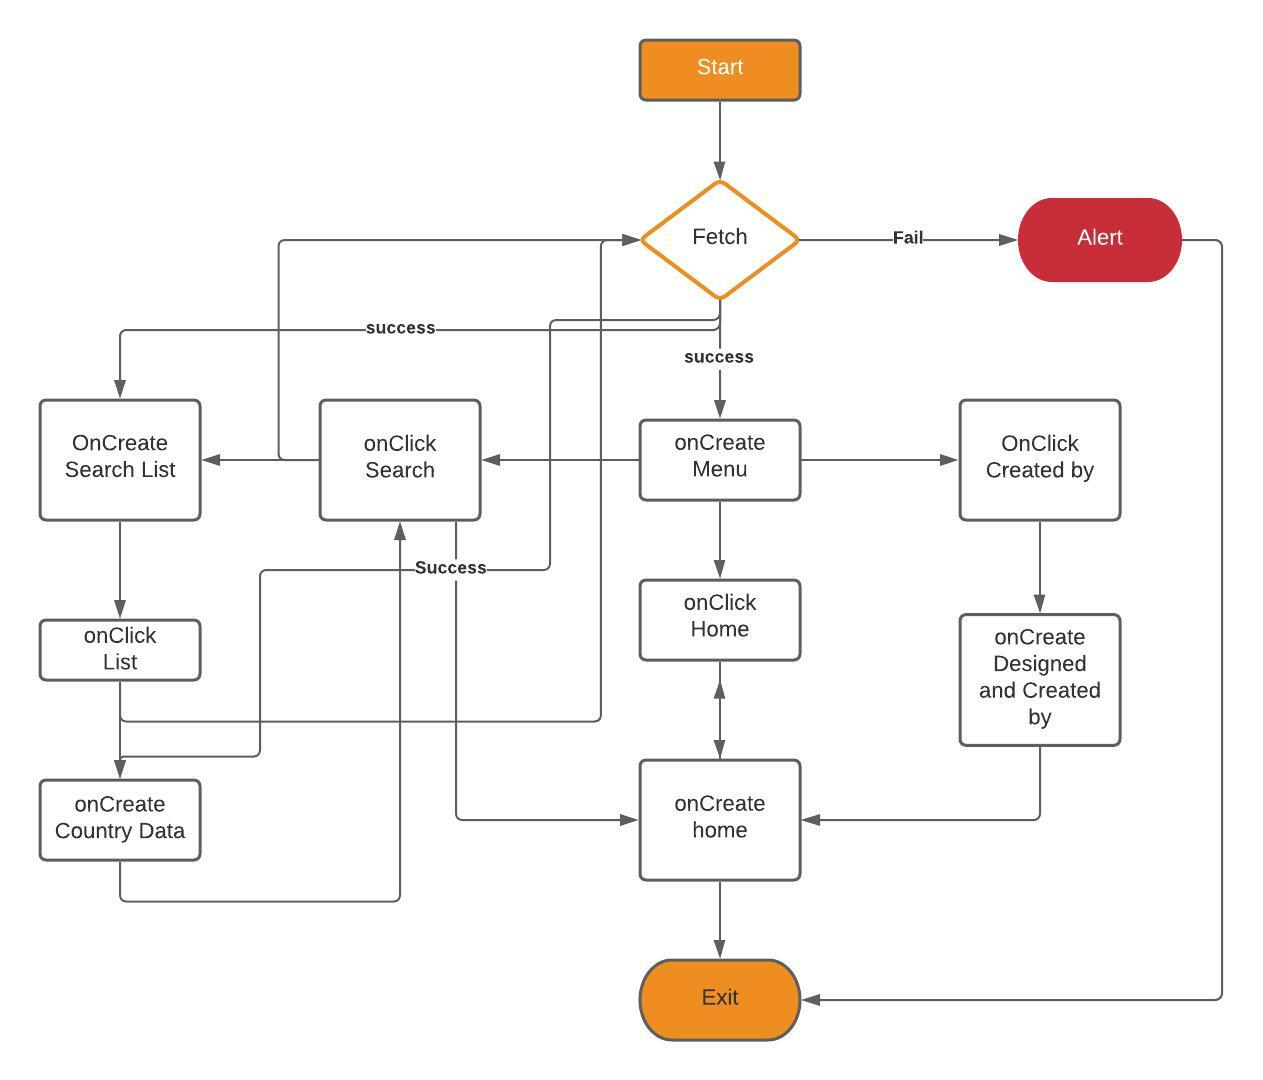 Start
Fetch
Fail
Alert
success
success
OnCreate
Search List
onClick
Search
onCreate
Menu
OnClick
Created by
Success
onClick
List
onClick
Home
onCreate
Designed
and Created
by
onCreate
Country Data
onCreate
home
Exit